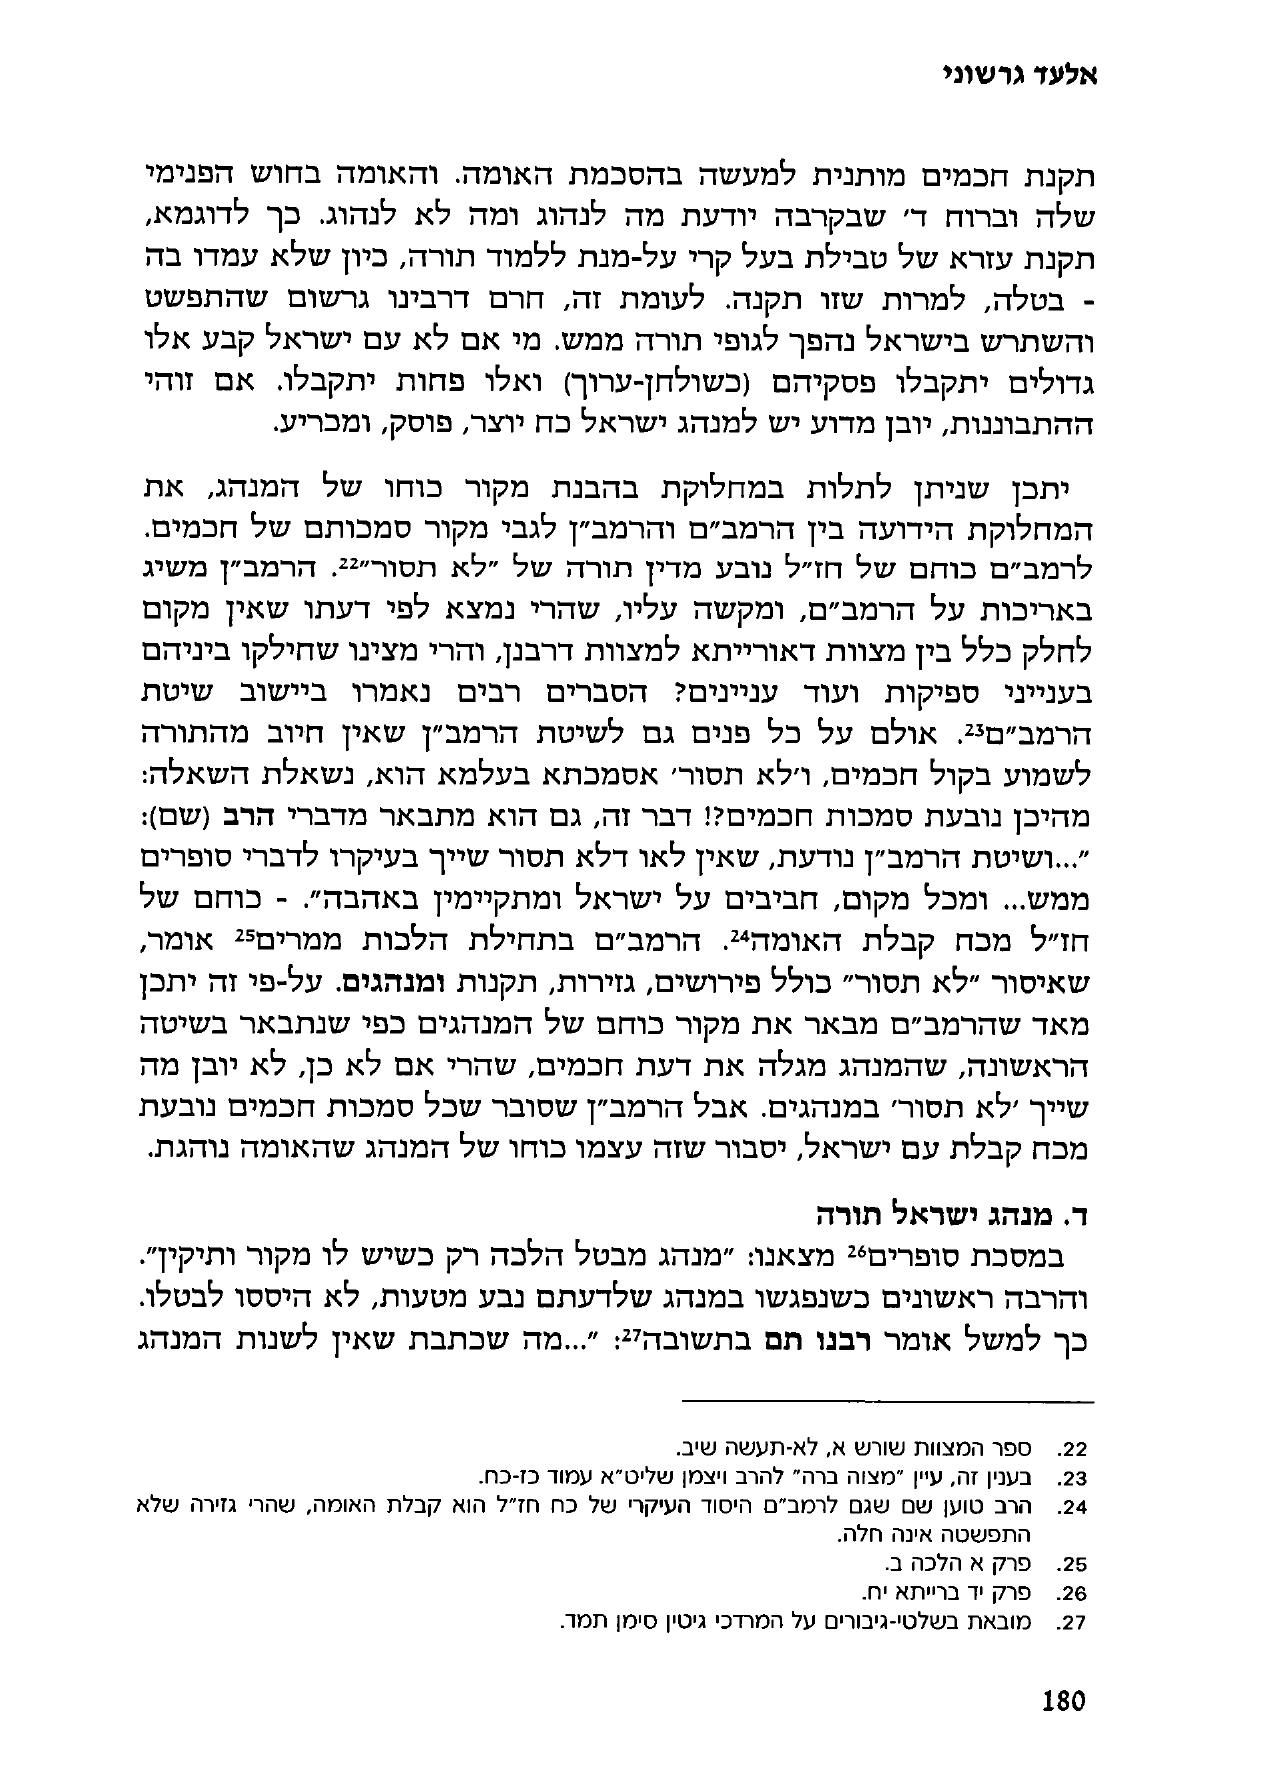 אלעד גרשוני
תקנת חכמים מותנית למעשה בהסכמת האומה. והאומה בחוש הפנימי
שלה וברוח ד׳ שבקרבה יודעת מה לנהוג ומה לא לנהוג. כך לדוגמא,
תקנת עזרא של טבילת בעל קרי על-מנת ללמוד תורה, כיון שלא עמדו בה
- בטלה, למרות שזו תקנה. לעומת זה, חרם דרבינו גרשום שהתפשט
והשתרש בישראל נהפך לגופי תורה ממש. מי אם לא עם ישראל קבע אלו
גדולים יתקבלו פסקיהם (כשולחן-ערוך) ואלו פחות יתקבלו. אם זוהי
ההתבוננות, יובן מדוע יש למנהג ישראל כח יוצר, פוסק, ומכריע.
יתכן שניתן לתלות במחלוקת בהבנת מקור כוחו של המנהג, את
המחלוקת הידועה בין הרמב״ם והרמב״ן לגבי מקור סמכותם של חכמים.
לרמב״ם כוחם של חז״ל נובע מדין תורה של ״לא תסור״22. הרמב״ן משיג
באריכות על הרמב״ם, ומקשה עליו, שהרי נמצא לפי דעתו שאין מקום
לחלק כלל בין מצוות דאורייתא למצוות דרבנן, והרי מצינו שחילקו ביניהם
בענייני ספיקות ועוד עניינים? הסברים רבים נאמרו ביישוב שיטת
הרמב״ם23. אולם על כל פנים גם לשיטת הרמב״ן שאין חיוב מהתורה
לשמוע בקול חכמים, ו׳לא תסור׳ אסמכתא בעלמא הוא, נשאלת השאלה:
מהיכן נובעת סמכות חכמים?! דבר זה, גם הוא מתבאר מדברי הרב (שם):
״...ושיטת הרמב״ן נודעת, שאין לאו דלא תסור שייך בעיקרו לדברי סופרים
ממש... ומכל מקום, חביבים על ישראל ומתקיימין באהבה״. - כוחם של
חז״ל מכח קבלת האומה24. הרמב״ם בתחילת הלכות ממרים25 אומר,
שאיסור ״לא תסור״ כולל פירושים, גזירות, תקנות ומנהגים. על-פי זה יתכן
מאד שהרמב״ם מבאר את מקור כוחם של המנהגים כפי שנתבאר בשיטה
הראשונה, שהמנהג מגלה את דעת חכמים, שהרי אם לא כן, לא יובן מה
שייך ׳לא תסור׳ במנהגים. אבל הרמב״ן שסובר שכל סמכות חכמים נובעת
מכח קבלת עם ישראל, יסבור שזה עצמו כוחו של המנהג שהאומה נוהגת.
ד. מנהג ישראל תורה
במסכת סופרים26 מצאנו: ״מנהג מבטל הלכה רק כשיש לו מקור ותיקין״.
והרבה ראשונים כשנפגשו במנהג שלדעתם נבע מטעות, לא היססו לבטלו.
כך למשל אומר רבנו תם בתשובה27: ״...מה שכתבת שאין לשנות המנהג
22. ספר המצוות שורש א, לא-תעשה שיב.
23. בענין זה, עיין ״מצוה ברה״ להרב ויצמן שליט״א עמוד כז-כח.
24. הרב טוען שם שגם לרמב״ם היסוד העיקרי של כח חז״ל הוא קבלת האומה, שהרי גזירה שלא
התפשטה אינה חלה.
25. פרק א הלכה ב.
26. פרק יד ברייתא יח.
27. מובאת בשלטי-גיבורים על המרדכי גיטין סימן תמד.
180